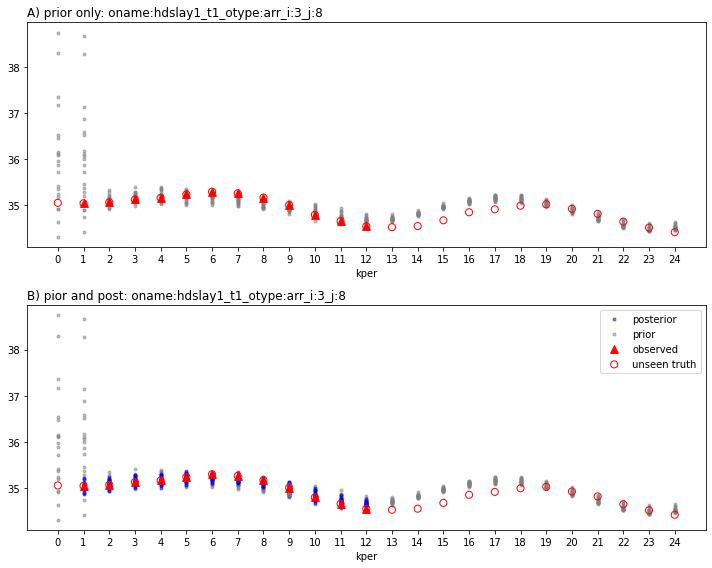 A) prior only: oname:hdslay1_t1_otype:arr_i:3_j:8
38
37
36
35
0 1 2 3 4 5 6 7 8 9 10 11 12 13 14 15 16 17 18 19 20 21 22 23 24
kper
B) pior and post: oname:hdslay1_t1_otype:arr_i:3_j:8
posterior
prior
observed
unseen truth
38
37
36
35
0 1 2 3 4 5 6 7 8 9 10 11 12 13 14 15 16 17 18 19 20 21 22 23 24
kper